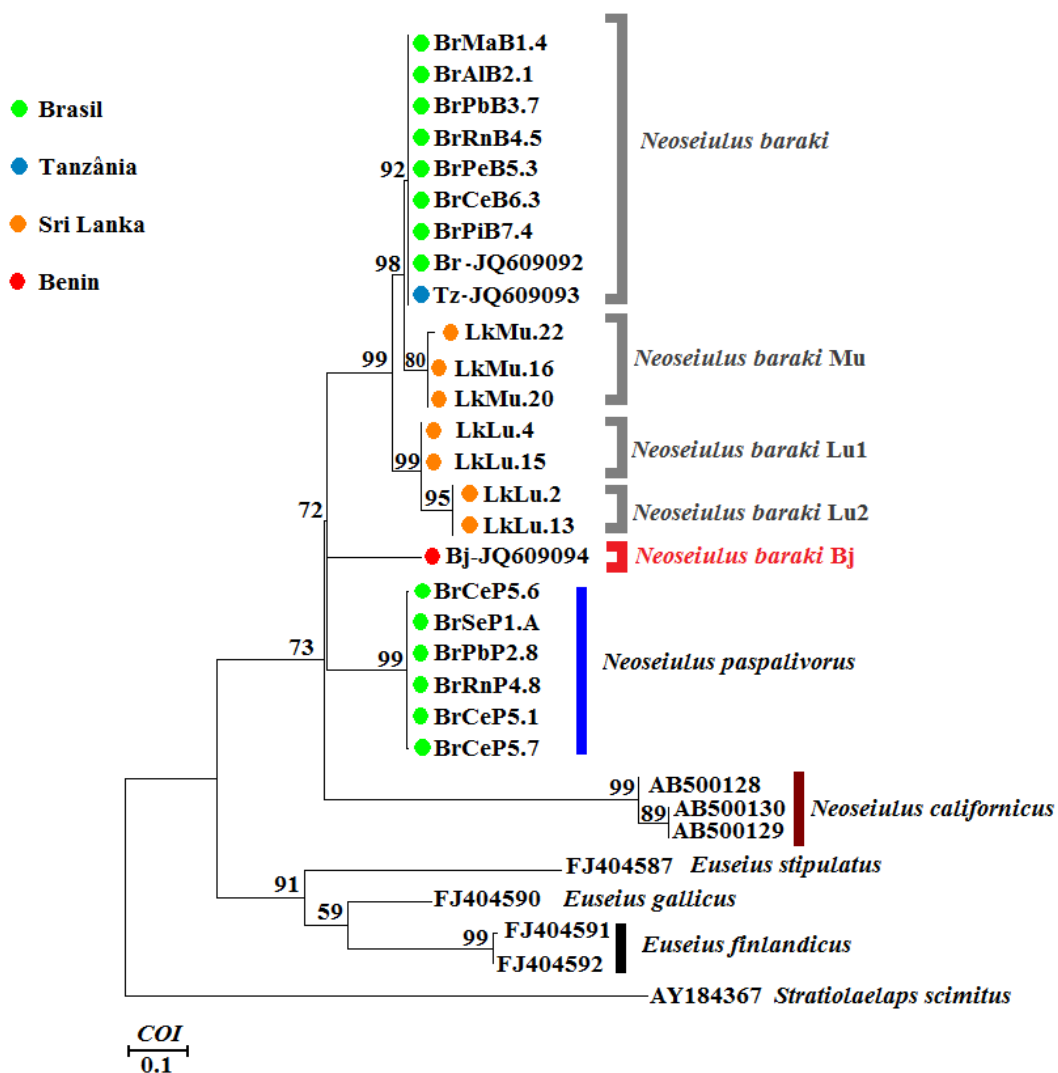 Brasil
Tanzânia
Sri Lanka
Benin
BrMaB1.4
BrAlB2.1
BrPbB3.7
BrRnB4.5
BrPeB5.3
BrCeB6.3
BrPiB7.4
Br-JQ609092
Tz-JQ609093
Neoseiulus baraki
92
98
LkMu.22
LkMu.16
LkMu.20
80
Neoseiulus baraki Mu
99
LkLu.4
LkLu.15
99
Neoseiulus baraki Lu1
LkLu.2
LkLu.13
95
Neoseiulus baraki Lu2
72
Bj-JQ609094
Neoseiulus baraki Bj
BrCeP5.6
BrSeP1.A
BrPbP2.8
BrRnP4.8
BrCeP5.1
BrCeP5.7
99
Neoseiulus paspalivorus
73
99
AB500128
89
AB500130
AB500129
Neoseiulus californicus
91
FJ404587 Euseius stipulatus
59
FJ404590 Euseius gallicus
99
FJ404591
FJ404592
Euseius finlandicus
AY184367 Stratiolaelaps scimitus
COI
0.1